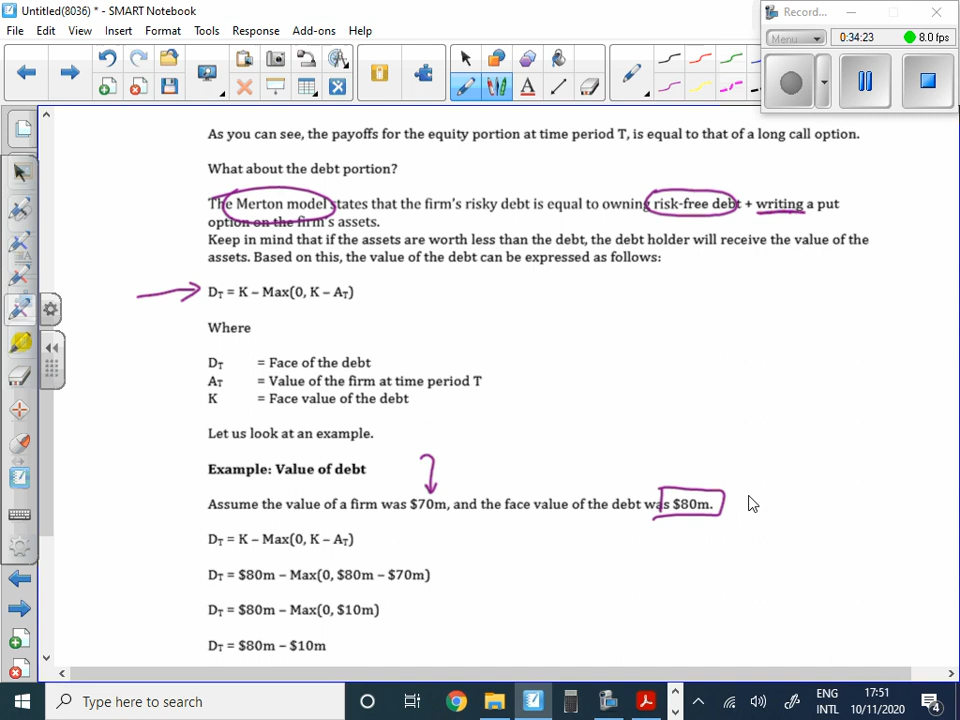 Untitled(8036) * - SMART Notebook
File Edit View Insert Format Tools Response Add-ons Help
Record...
Menu
0:34:23
8.0 fps
As you can see, the payoffs for the equity portion at time period T, is equal to that of a long call option.
What about the debt portion?
The Merton model states that the firm's risky debt is equal to owning risk-free debt + writing a put
option on the firm's assets.
Keep in mind that if the assets are worth less than the debt, the debt holder will receive the value of the
assets. Based on this, the value of the debt can be expressed as follows:
DT = K – Max(0, K – AT)
Where
DT = Face of the debt
AT = Value of the firm at time period T
K = Face value of the debt
Let us look at an example.
Example: Value of debt
Assume the value of a firm was $70m, and the face value of the debt was $80m.
DT = K – Max(0, K – AT)
DT = $80m – Max(0, $80m – $70m)
DT = $80m – Max(0, $10m)
DT = $80m – $10m
Type here to search
ENG
INTL
17:51
10/11/2020
4